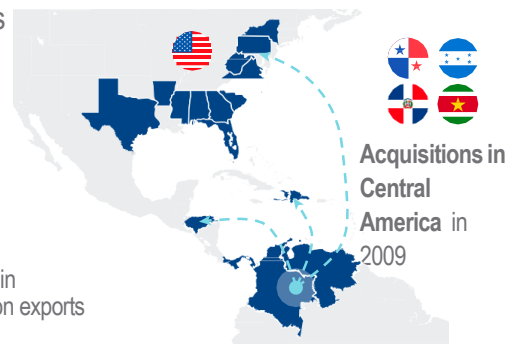 s
Acquisitions in
Central
America in
2009
in
on exports